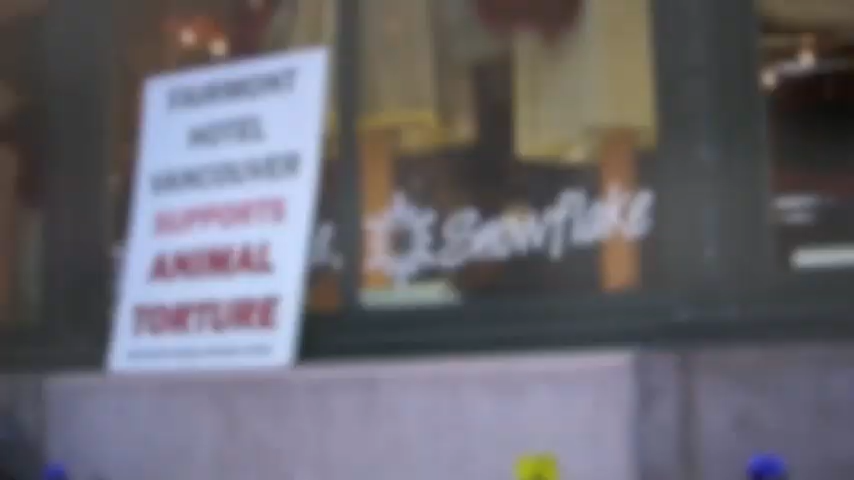 FAIRMONT
HOTEL
VANCOUVER
SUPPORTS
ANIMAL
TORTURE
Snowflake